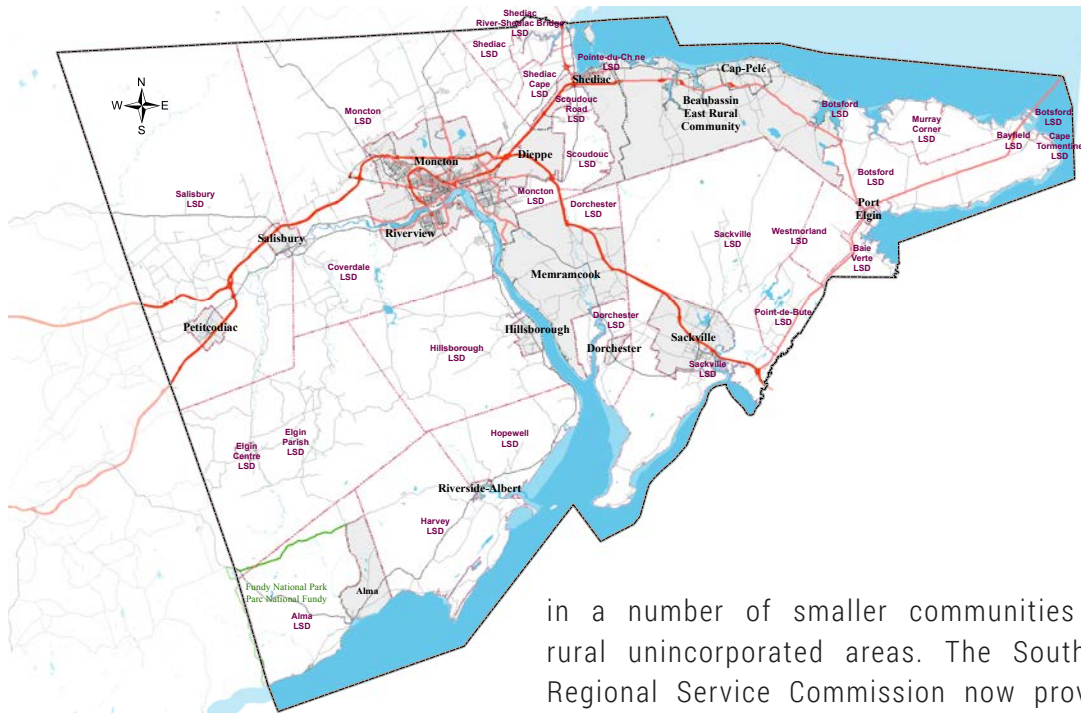 Shediac
River-Shediac Bridge
LSD
Shediac
LSD
Pointe-du-Ch ne
LSD
Shediac
Cape
LSD
Shediac
Cap-Pelé
Scoudouc
Road
LSD
Beaubassin
East Rural
Community
Botsford
LSD
Murray
Corner
LSD
Botsford
LSD
Bayfield
LSD
Cape
Tormentine
LSD
N
W
E
S
Moncton
LSD
Moncton
Dieppe
Scoudouc
LSD
Botsford
LSD
Salisbury
LSD
Moncton
LSD
Dorchester
LSD
Port
Elgin
Salisbury
Riverview
Sackville
LSD
Westmorland
LSD
Baie
Verte
LSD
Coverdale
LSD
Memramcook
Petitcodiac
Hillsborough
Dorchester
LSD
Point-de-Bute
LSD
Sackville
Hillsborough
LSD
Dorchester
Sackville
LSD
Elgin
Centre
LSD
Elgin
Parish
LSD
Hopewell
LSD
Riverside-Albert
Harvey
LSD
Fundy National Park
Parc National Fundy
Alma
Alma
LSD
in a number of smaller communities
rural unincorporated areas. The South
Regional Service Commission now prov